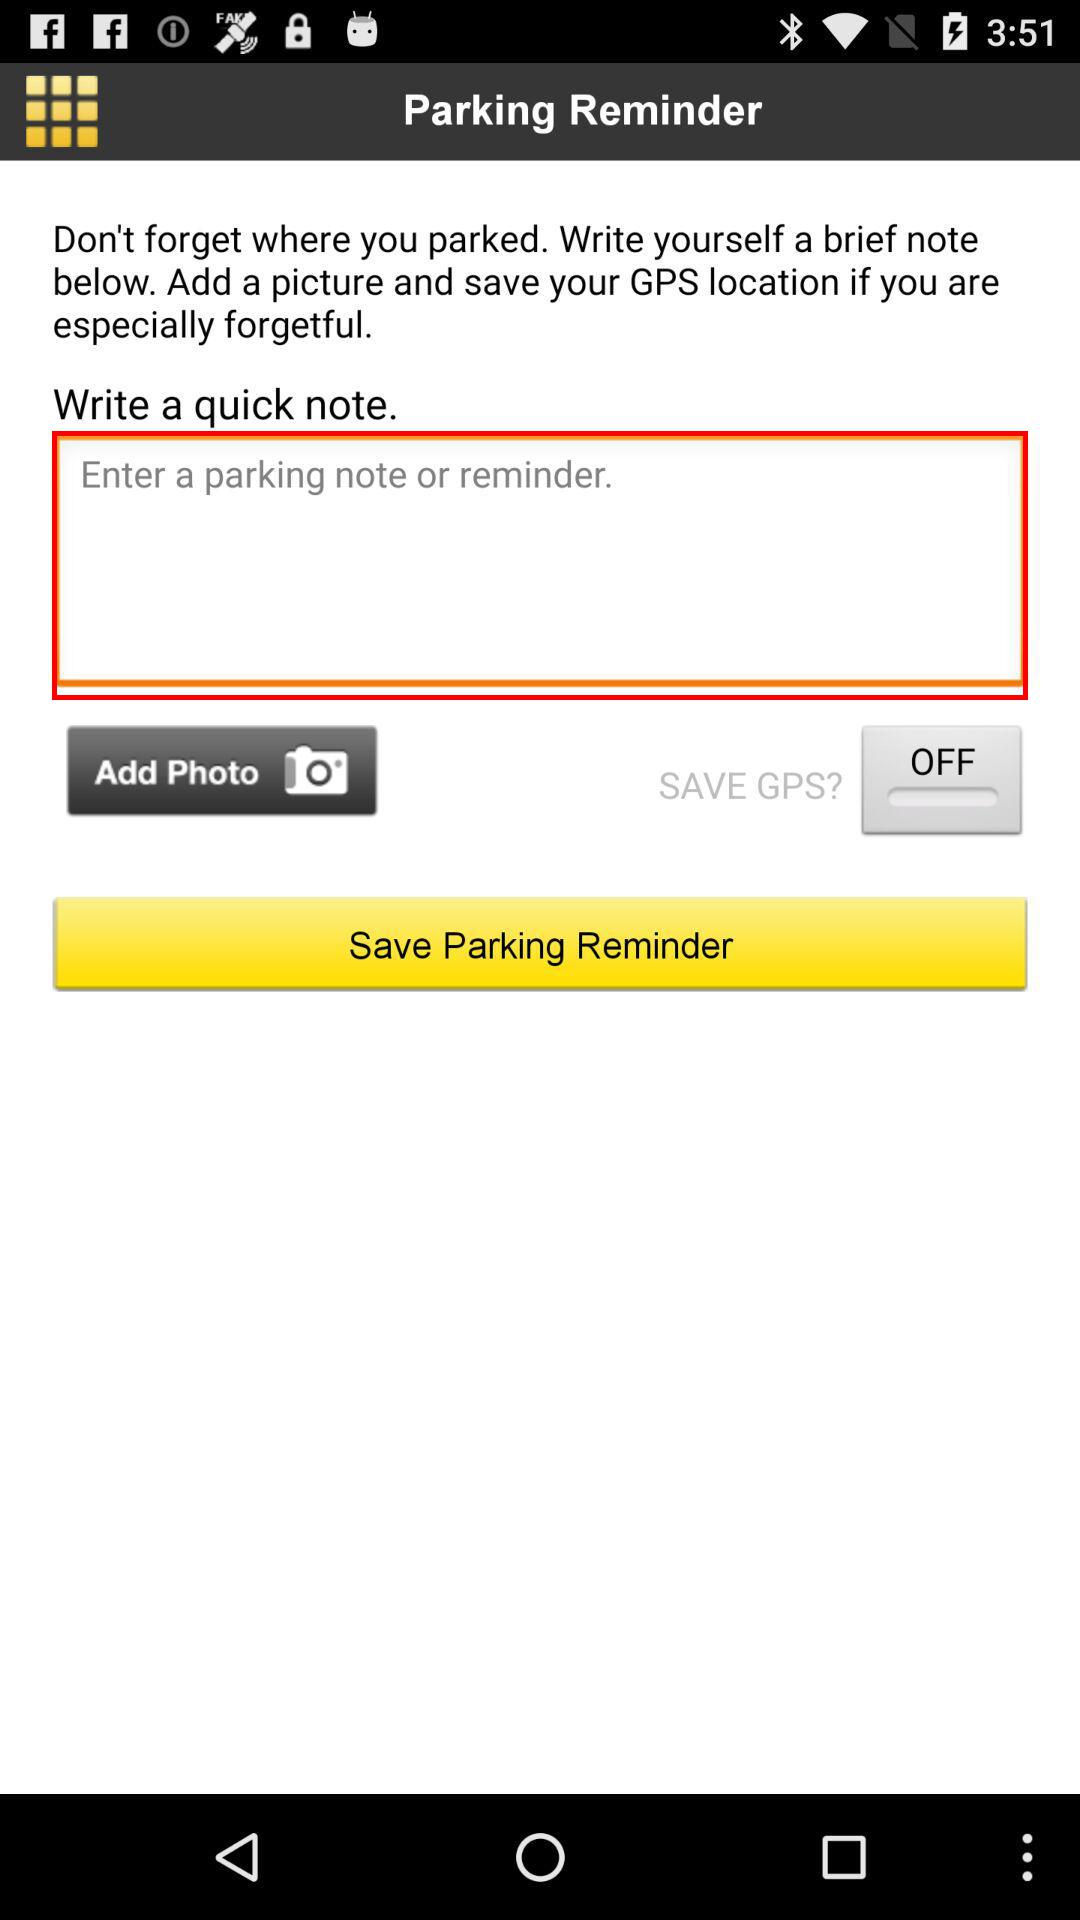 FAKE
3:51
Parking Reminder
Don't forget where you parked. Write yourself a brief note
below. Add a picture and save your GPS location if you are
especially forgetful.
Write a quick note.
Enter a parking note or reminder.
Add Photo
SAVE GPS?
OFF
Save Parking Reminder